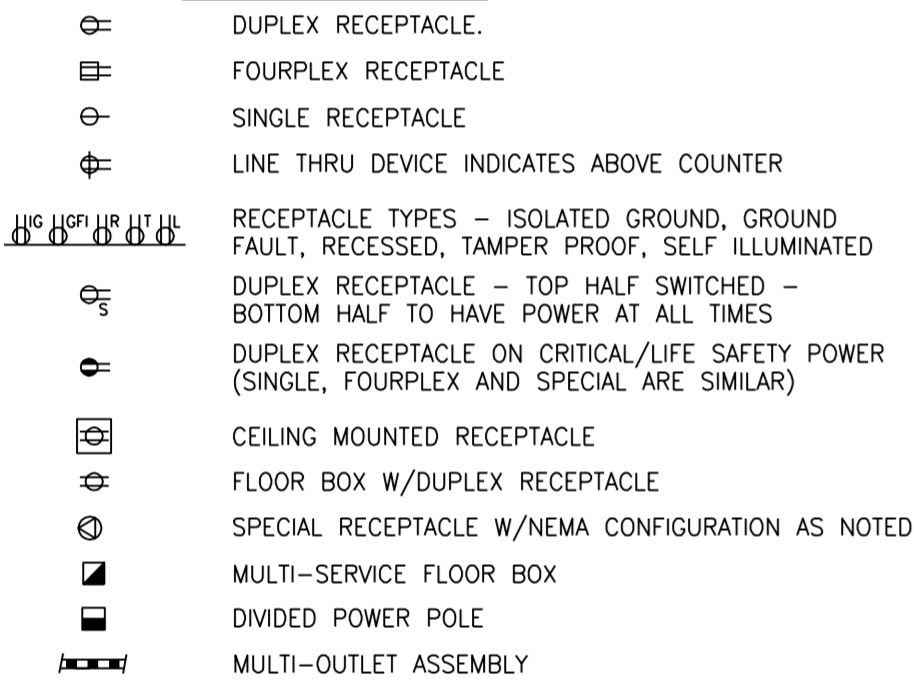 DUPLEX RECEPTACLE.
FOURPLEX RECEPTACLE
SINGLE RECEPTACLE
LINE THRU DEVICE INDICATES ABOVE COUNTER
IG GFI R T L
RECEPTACLE TYPES – ISOLATED GROUND, GROUND
FAULT, RECESSED, TAMPER PROOF, SELF ILLUMINATED
DUPLEX RECEPTACLE – TOP HALF SWITCHED –
S
BOTTOM HALF TO HAVE POWER AT ALL TIMES
DUPLEX RECEPTACLE ON CRITICAL/LIFE SAFETY POWER
(SINGLE, FOURPLEX AND SPECIAL ARE SIMILAR)
CEILING MOUNTED RECEPTACLE
FLOOR BOX W/DUPLEX RECEPTACLE
SPECIAL RECEPTACLE W/NEMA CONFIGURATION AS NOTED
MULTI–SERVICE FLOOR BOX
DIVIDED POWER POLE
MULTI–OUTLET ASSEMBLY